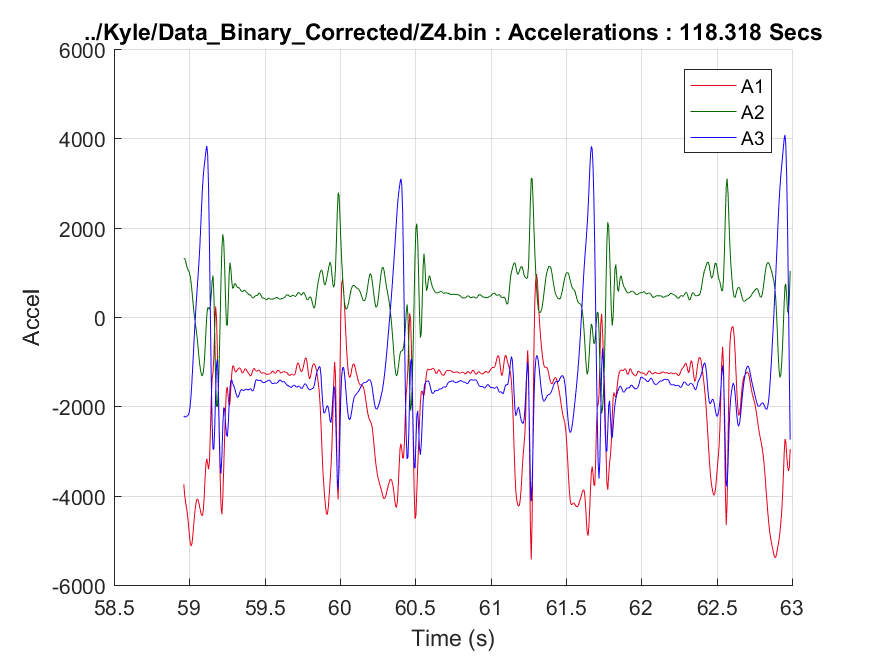 ../Kyle/Data_Binary_Corrected/Z4.bin : Accelerations : 118.318 Secs
6000
4000
2000
0
-2000
-4000
-6000
Accel
A1
A2
A3
58.5 59 59.5 60 60.5 61 61.5 62 62.5 63
Time (s)